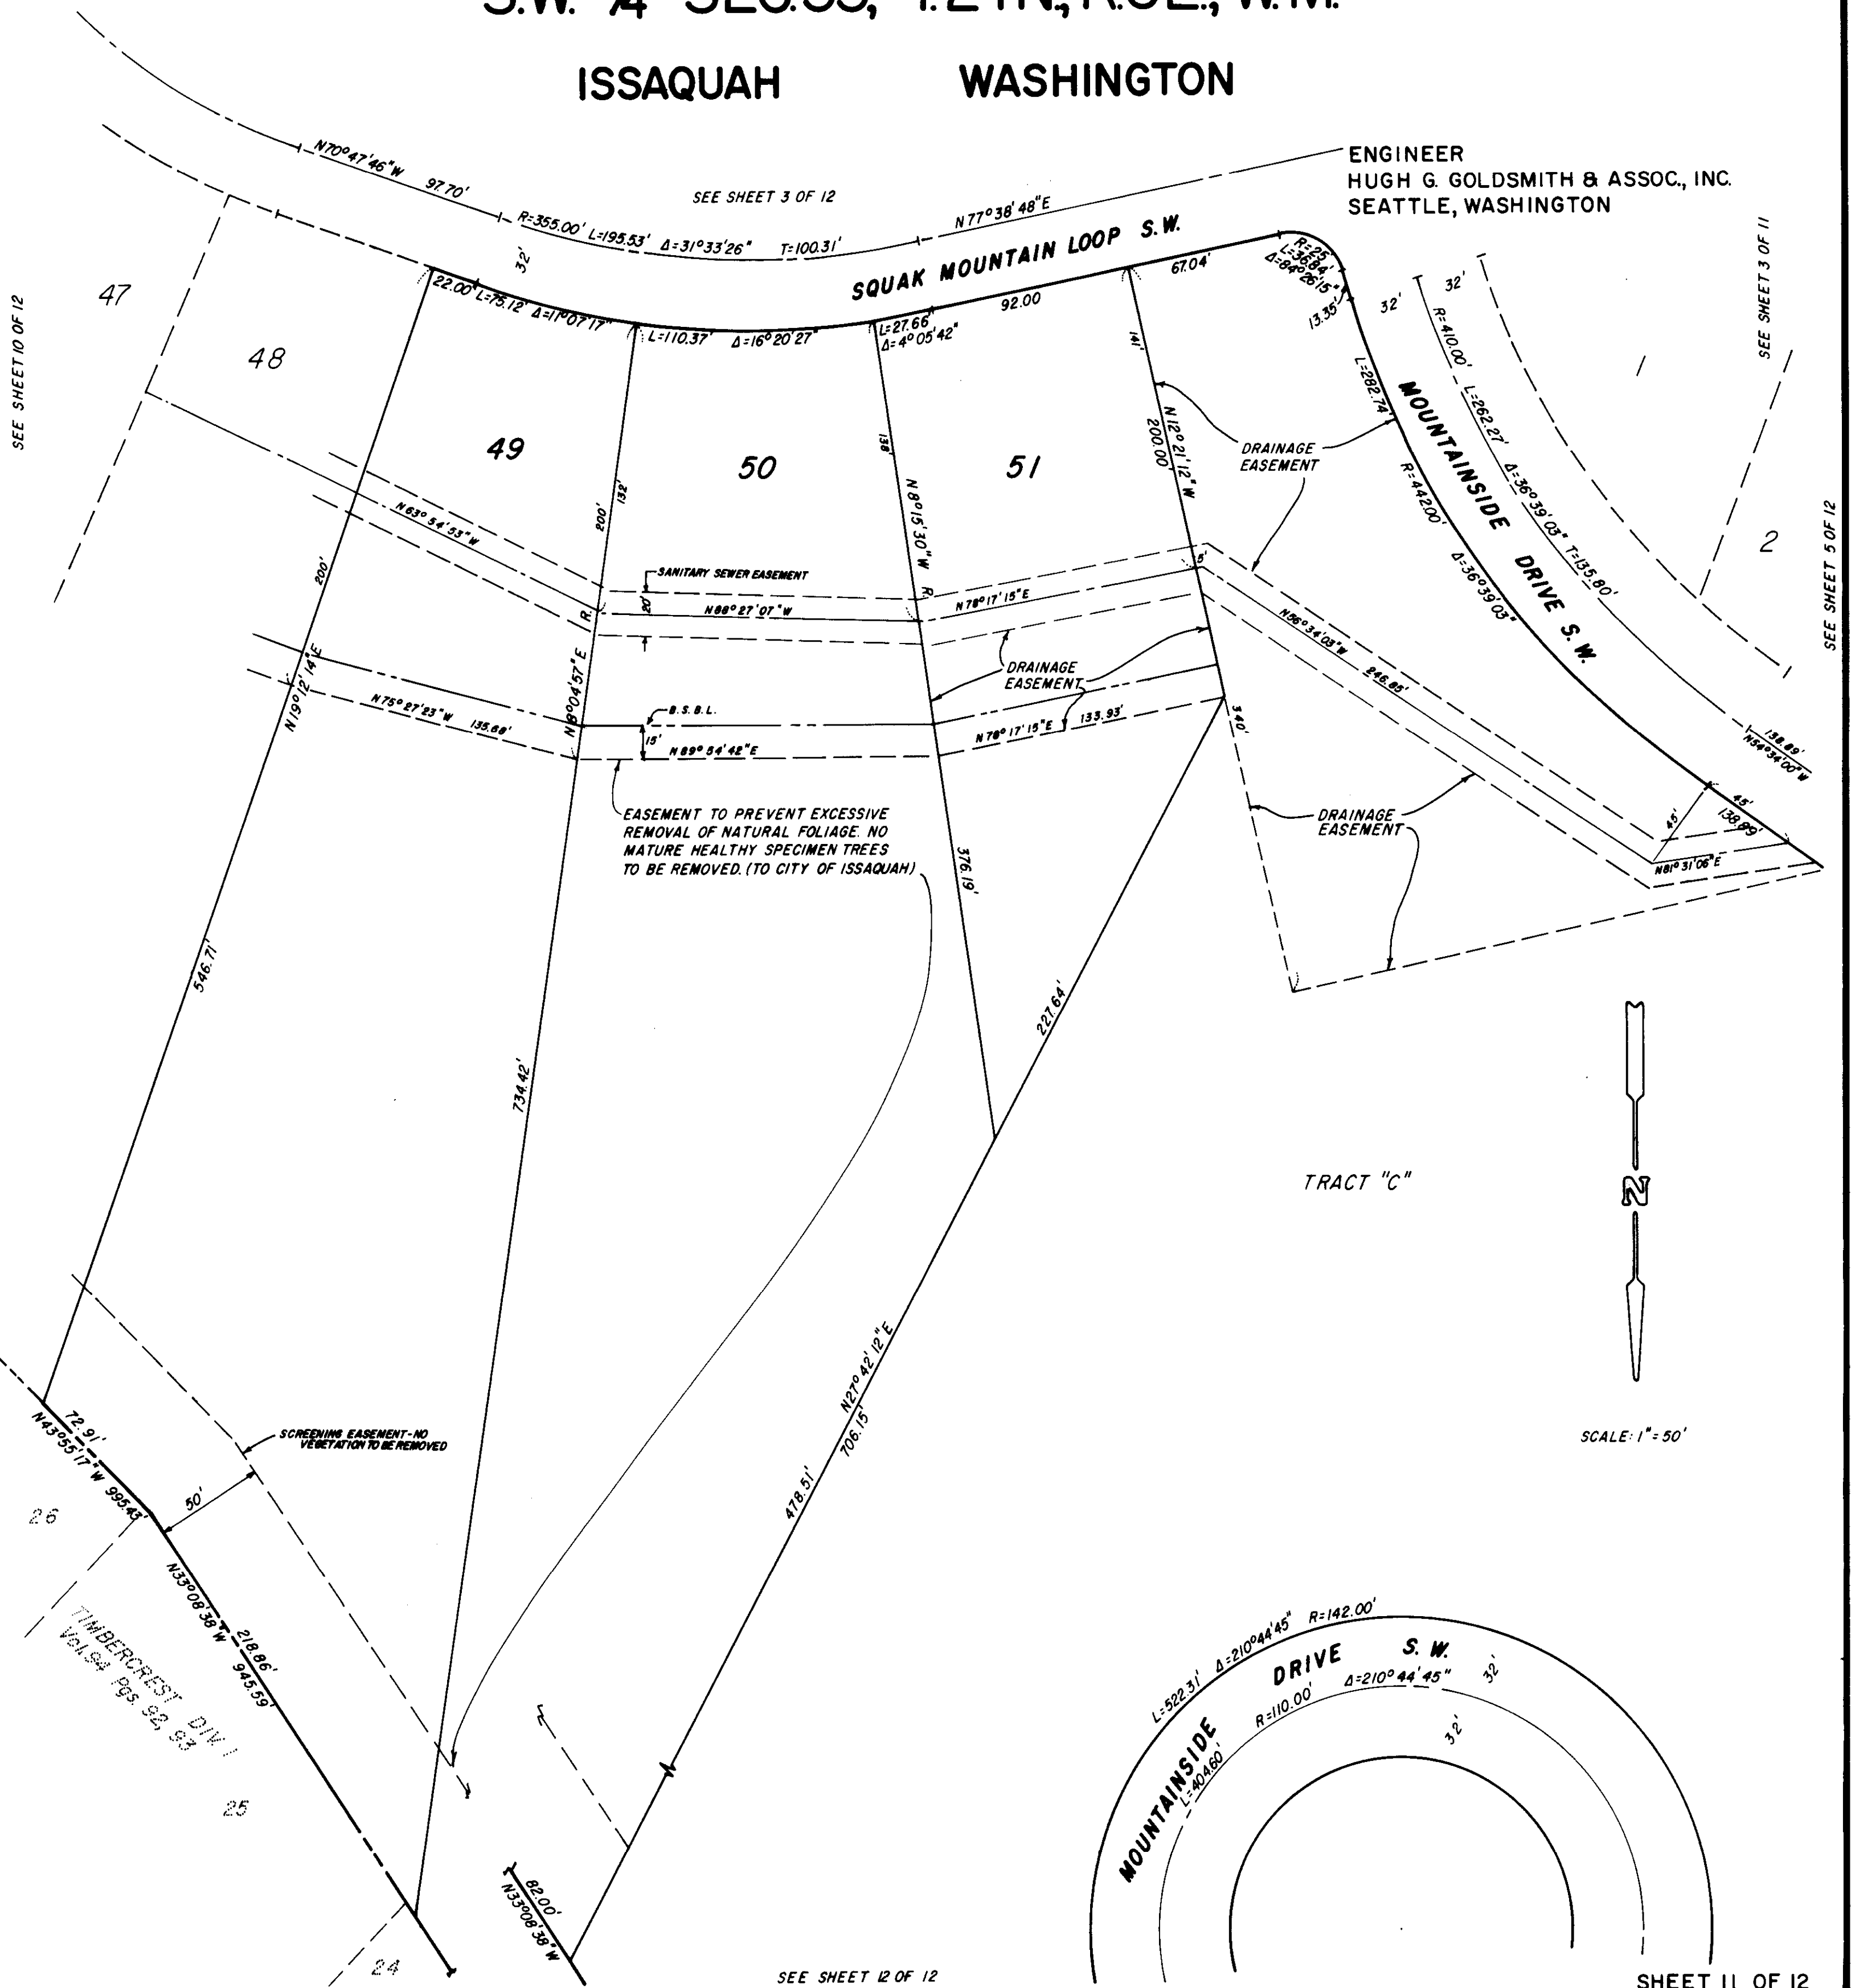 ISSAQUAH WASHINGTON
ENGINEER
HUGH G. GOLDSMITH & ASSOC., INC.
SEATTLE, WASHINGTON
SEE SHEET 3 OF 12
N70°47'46"W 97.70'
R=355.00' L=195.53' Δ=31°33'26" T=100.31'
N77°38'48"E
SQUAK MOUNTAIN LOOP S.W.
32'
22.00' L=75.12' Δ=11°07'17"
L=110.37' Δ=16°20'27"
L=27.66'
Δ=4°05'42"
92.00
67.04'
R=25'
L=36.84'
Δ=84°26'15"
13.35'
32'
32'
SEE SHEET 3 OF 11
SEE SHEET 10 OF 12
SEE SHEET 5 OF 12
47
48
49
50
51
2
R=410.00' L=262.27' Δ=36°39'03" T=135.80'
MOUNTAINSIDE DRIVE S.W.
L=282.74'
R=442.00'
Δ=36°39'03"
138.89'
N54°34'00"W
141'
N12°21'12"W
200.00'
138'
N8°15'30"W R.
132'
200'
200'
DRAINAGE
EASEMENT
N63°54'53"W
SANITARY SEWER EASEMENT
20'
N88°27'07"W
N78°17'15"E
5'
N56°34'03"W 246.85'
R.
N8°04'57"E
N19°12'14"E
DRAINAGE
EASEMENT
N75°27'23"W 135.68'
B.S.B.L.
15'
N89°54'42"E
N78°17'15"E 133.93'
340'
45'
45'
138.89'
N81°31'06"E
DRAINAGE
EASEMENT
EASEMENT TO PREVENT EXCESSIVE
REMOVAL OF NATURAL FOLIAGE. NO
MATURE HEALTHY SPECIMEN TREES
TO BE REMOVED. (TO CITY OF ISSAQUAH)
376.19'
546.71'
734.42'
227.64'
TRACT "C"
N
SCALE: 1"=50'
N27°42'12"E
706.15'
478.51'
72.91'
N43°55'17"W 995.43'
SCREENING EASEMENT-NO
VEGETATION TO BE REMOVED
50'
26
N33°08'38"W 218.86'
945.59'
TIMBERCREST DIV. 1
Vol.94 Pgs. 92, 93
25
24
82.00'
N33°08'38"W
L=522.31' Δ=210°44'45" R=142.00'
MOUNTAINSIDE DRIVE S.W.
L=404.60' R=110.00' Δ=210°44'45"
32'
32'
SEE SHEET 12 OF 12
SHEET 11 OF 12